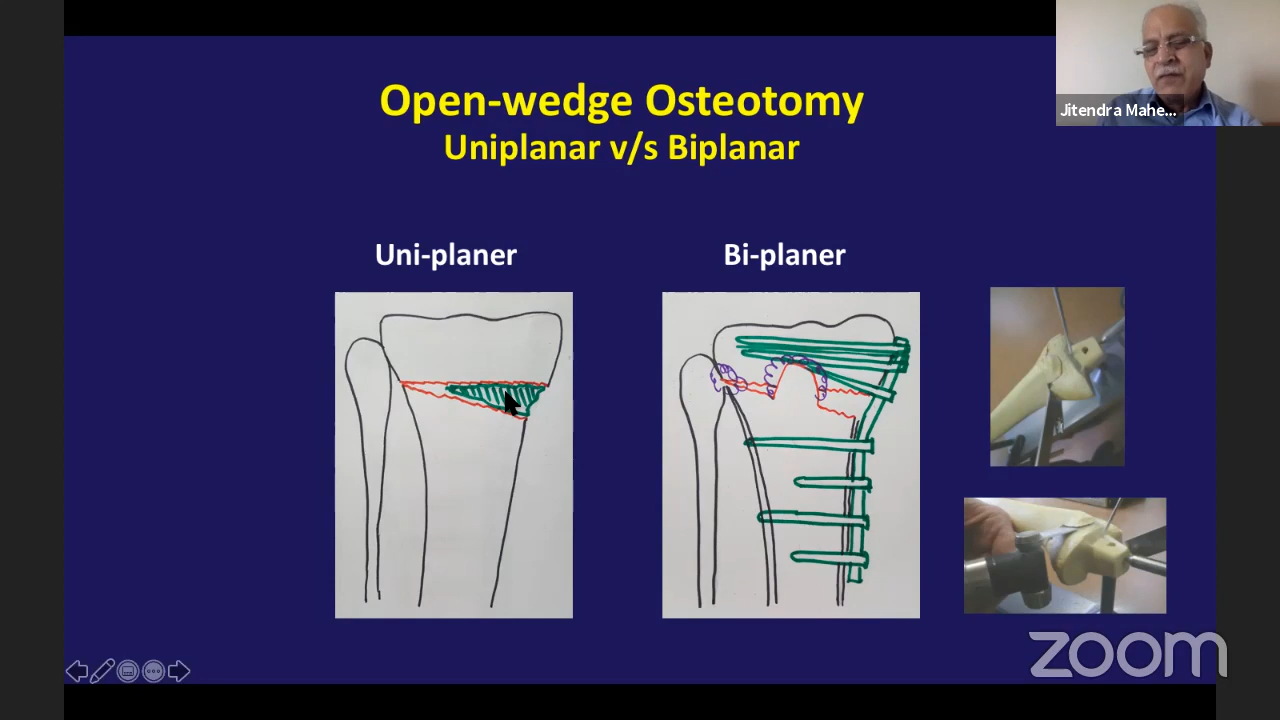 Jitendra Mahe...
Open-wedge Osteotomy
Uniplanar v/s Biplanar
Uni-planer
Bi-planer
zoom